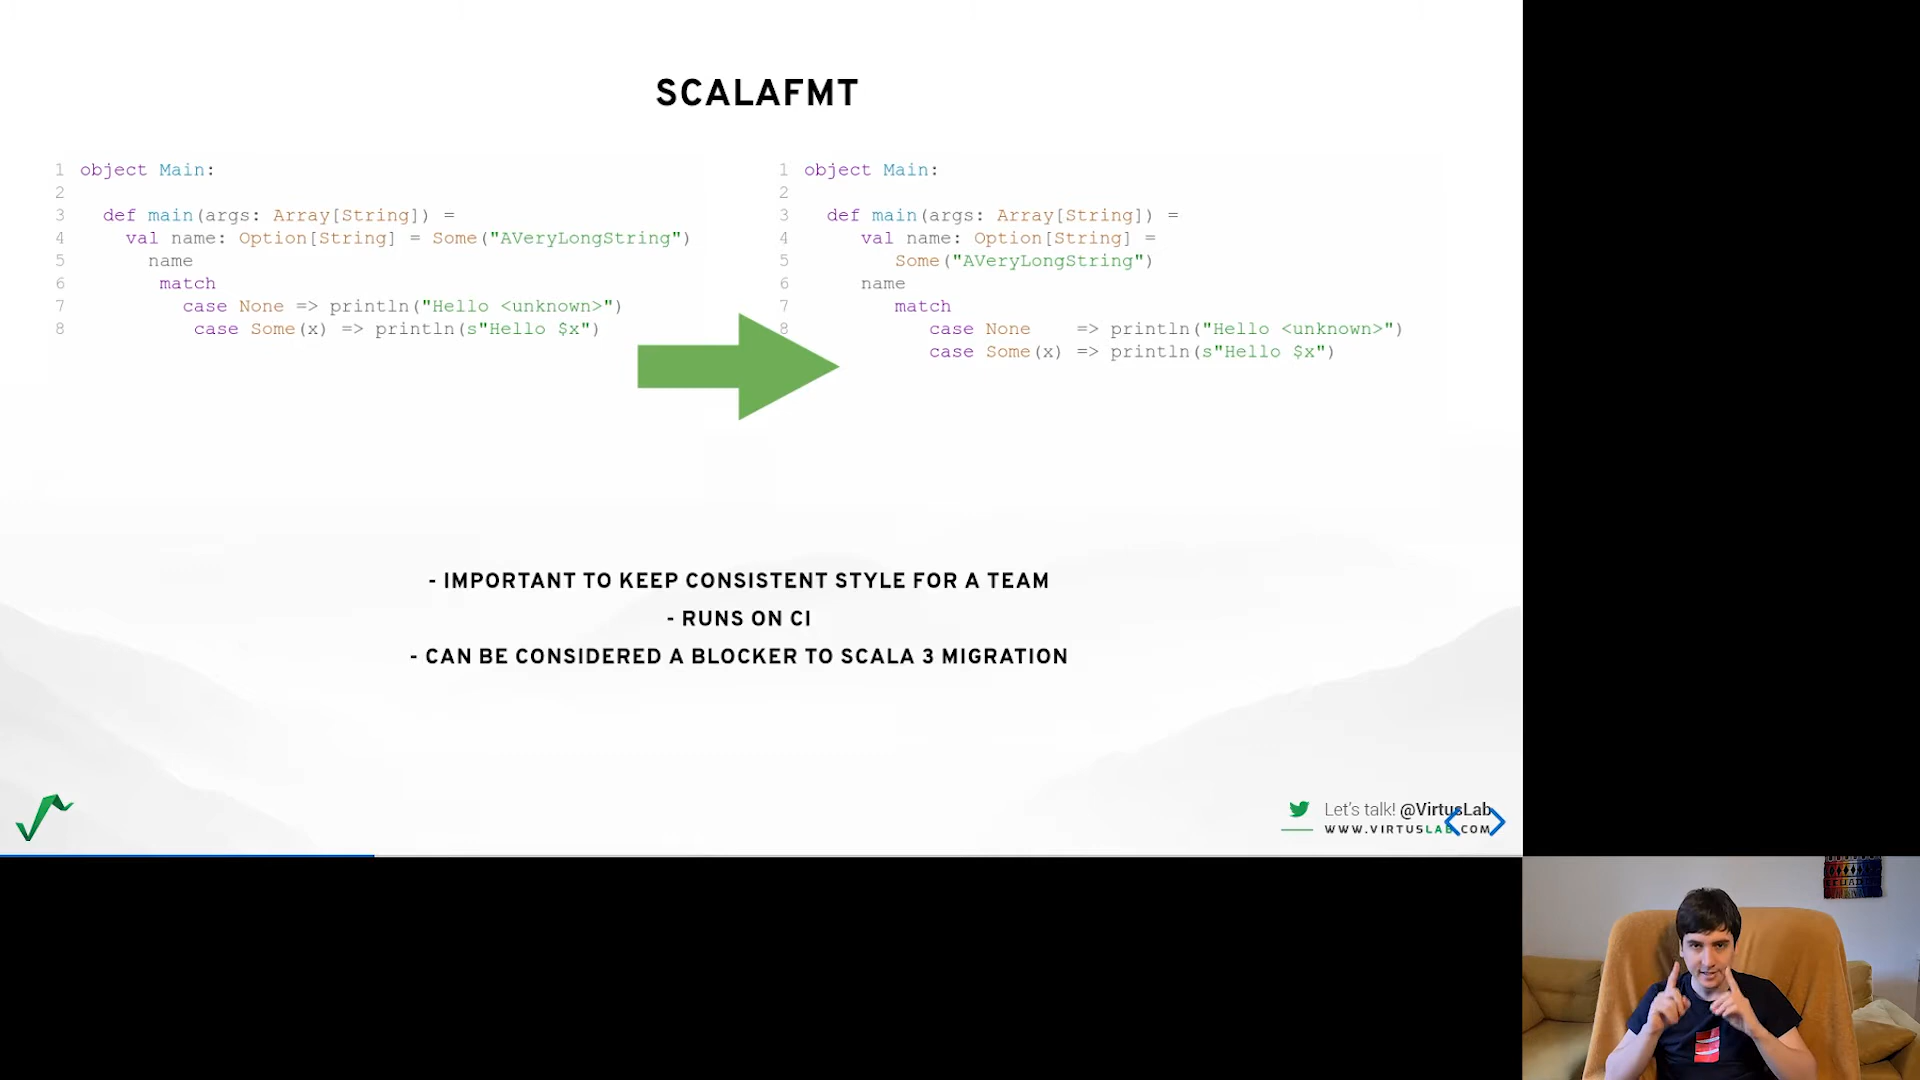 SCALAFMT
1 object Main:
2
3   def main(args: Array[String]) =
4     val name: Option[String] = Some("AVeryLongString")
5       name
6        match
7          case None => println("Hello <unknown>")
8           case Some(x) => println(s"Hello $x")
1 object Main:
2
3   def main(args: Array[String]) =
4      val name: Option[String] =
5         Some("AVeryLongString")
6      name
7         match
8            case None    => println("Hello <unknown>")
            case Some(x) => println(s"Hello $x")
- IMPORTANT TO KEEP CONSISTENT STYLE FOR A TEAM
- RUNS ON CI
- CAN BE CONSIDERED A BLOCKER TO SCALA 3 MIGRATION
Let's talk! @VirtusLab
WWW.VIRTUSLAB.COM